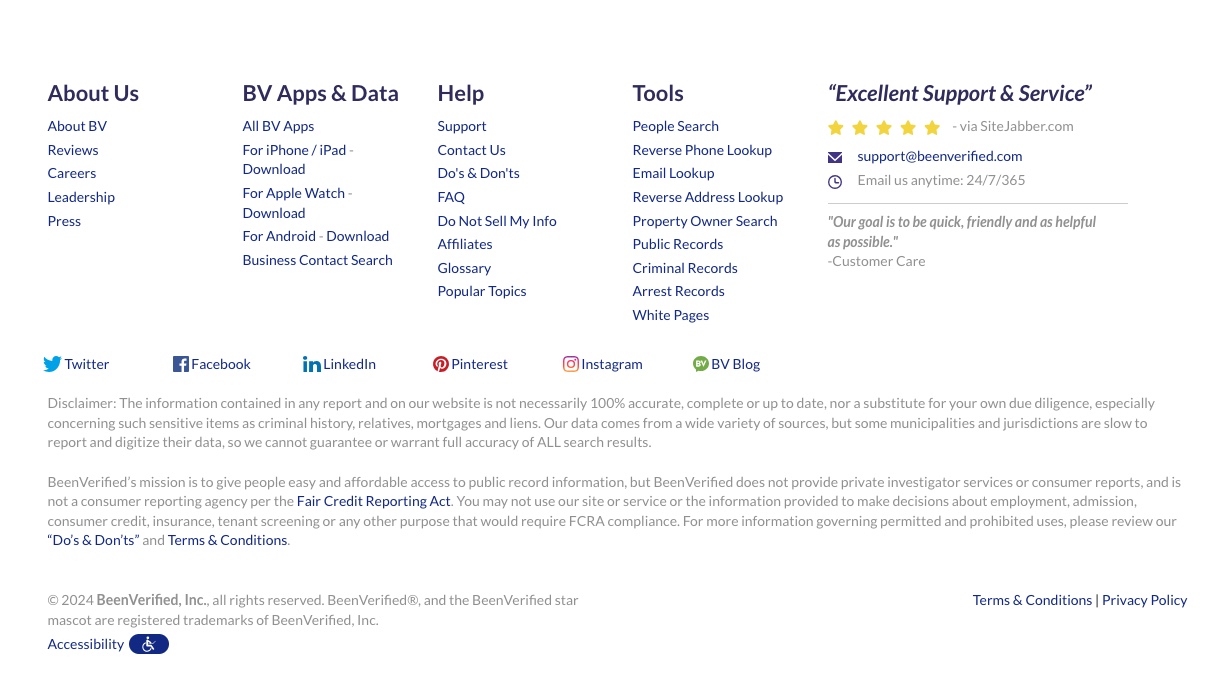 About Us
About BV
Reviews
Careers
Leadership
Press
BV Apps & Data
All BV Apps
For iPhone / iPad -
Download
For Apple Watch -
Download
For Android - Download
Business Contact Search
Help
Support
Contact Us
Do's & Don'ts
FAQ
Do Not Sell My Info
Affiliates
Glossary
Popular Topics
Tools
People Search
Reverse Phone Lookup
Email Lookup
Reverse Address Lookup
Property Owner Search
Public Records
Criminal Records
Arrest Records
White Pages
“Excellent Support & Service”
- via SiteJabber.com
support@beenverified.com
Email us anytime: 24/7/365
"Our goal is to be quick, friendly and as helpful
as possible."
-Customer Care
Twitter
Facebook
LinkedIn
Pinterest
Instagram
BV BV Blog
Disclaimer: The information contained in any report and on our website is not necessarily 100% accurate, complete or up to date, nor a substitute for your own due diligence, especially
concerning such sensitive items as criminal history, relatives, mortgages and liens. Our data comes from a wide variety of sources, but some municipalities and jurisdictions are slow to
report and digitize their data, so we cannot guarantee or warrant full accuracy of ALL search results.
BeenVerified’s mission is to give people easy and affordable access to public record information, but BeenVerified does not provide private investigator services or consumer reports, and is
not a consumer reporting agency per the Fair Credit Reporting Act. You may not use our site or service or the information provided to make decisions about employment, admission,
consumer credit, insurance, tenant screening or any other purpose that would require FCRA compliance. For more information governing permitted and prohibited uses, please review our
“Do’s & Don’ts” and Terms & Conditions.
© 2024 BeenVerified, Inc., all rights reserved. BeenVerified®, and the BeenVerified star
mascot are registered trademarks of BeenVerified, Inc.
Accessibility
Terms & Conditions | Privacy Policy